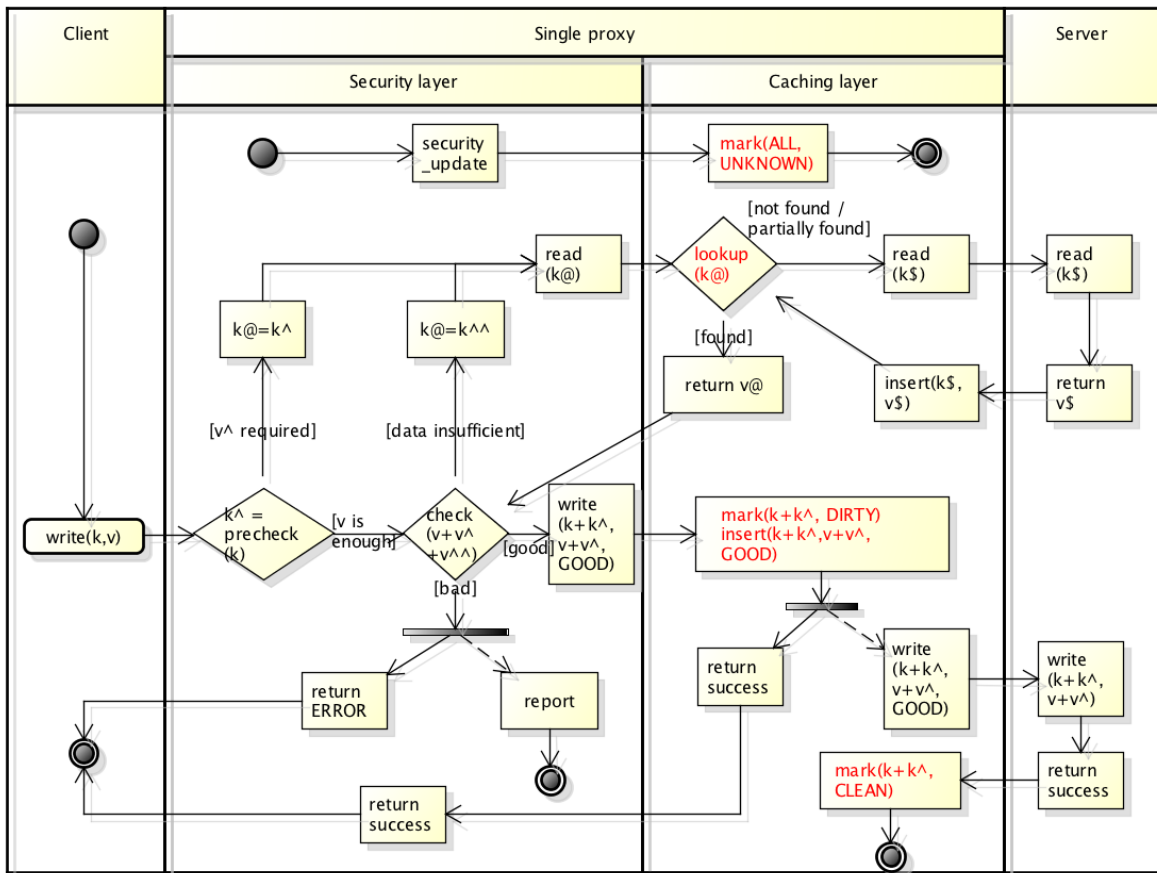 Client
Single proxy
Server
Security layer
Caching layer
security
_update
mark(ALL,
UNKNOWN)
[not found /
partially found]
read
(k@)
lookup
(k@)
read
(k$)
read
(k$)
k@=k^
k@=k^^
[found]
return v@
insert(k$,
v$)
return
v$
[v^ required]
[data insufficient]
write(k,v)
k^ =
precheck
(k)
[v is
enough]
check
(v+v^
+v^^)
[good]
write
(k+k^,
v+v^,
GOOD)
mark(k+k^, DIRTY)
insert(k+k^,v+v^,
GOOD)
[bad]
return
ERROR
report
return
success
write
(k+k^,
v+v^,
GOOD)
write
(k+k^,
v+v^)
return
success
mark(k+k^,
CLEAN)
return
success